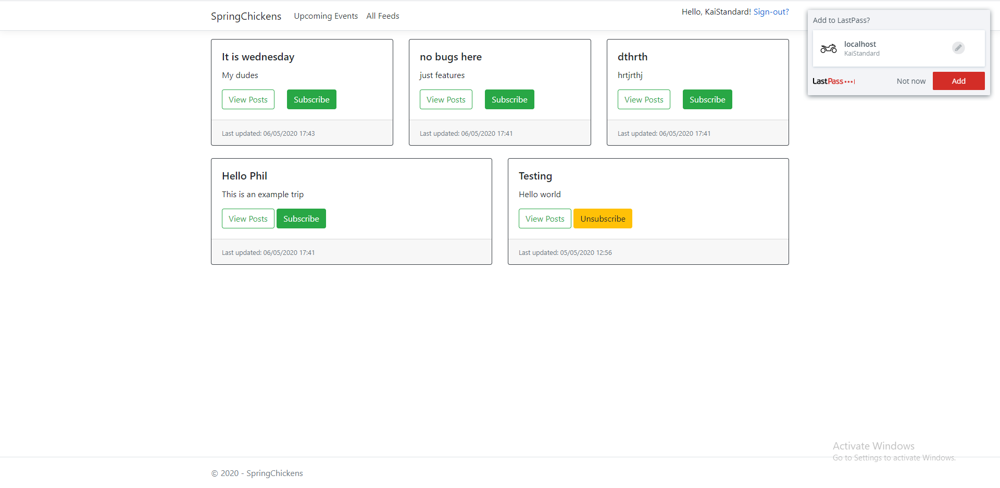 SpringChickens Upcoming Events All Feeds Hello, KaiStandard! Sign-out?
Add to LastPass?
localhost
KaiStandard
LastPass Not now Add
It is wednesday
My dudes
View Posts Subscribe
Last updated: 06/05/2020 17:43
no bugs here
just features
View Posts Subscribe
Last updated: 06/05/2020 17:41
dthrth
hrtjrthj
View Posts Subscribe
Last updated: 06/05/2020 17:41
Hello Phil
This is an example trip
View Posts Subscribe
Last updated: 06/05/2020 17:41
Testing
Hello world
View Posts Unsubscribe
Last updated: 05/05/2020 12:56
Activate Windows
Go to Settings to activate Windows.
© 2020 - SpringChickens